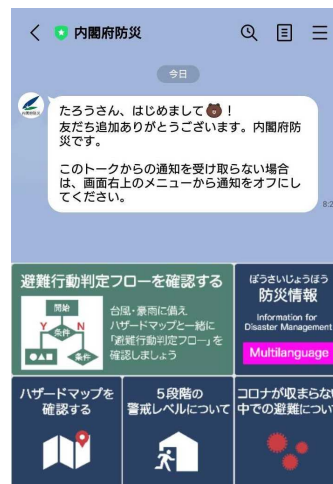 内閣府防災
今日
たろうさん、はじめまして！
友だち追加ありがとうございます。内閣府防
災です。
このトークからの通知を受け取らない場合
は、画面右上のメニューから通知をオフにし
てください。
8:2
避難行動判定フローを確認する
開始
Y
N
条件
条件
台風・豪雨に備え
ハザードマップと一緒に
「避難行動判定フロー」を
確認しましょう
ぼうさいじょうほう
防災情報
Information for
Disaster Management
Multilanguage
ハザードマップを
確認する
5段階の
警戒レベルについて
コロナが収まらない
中での避難につい